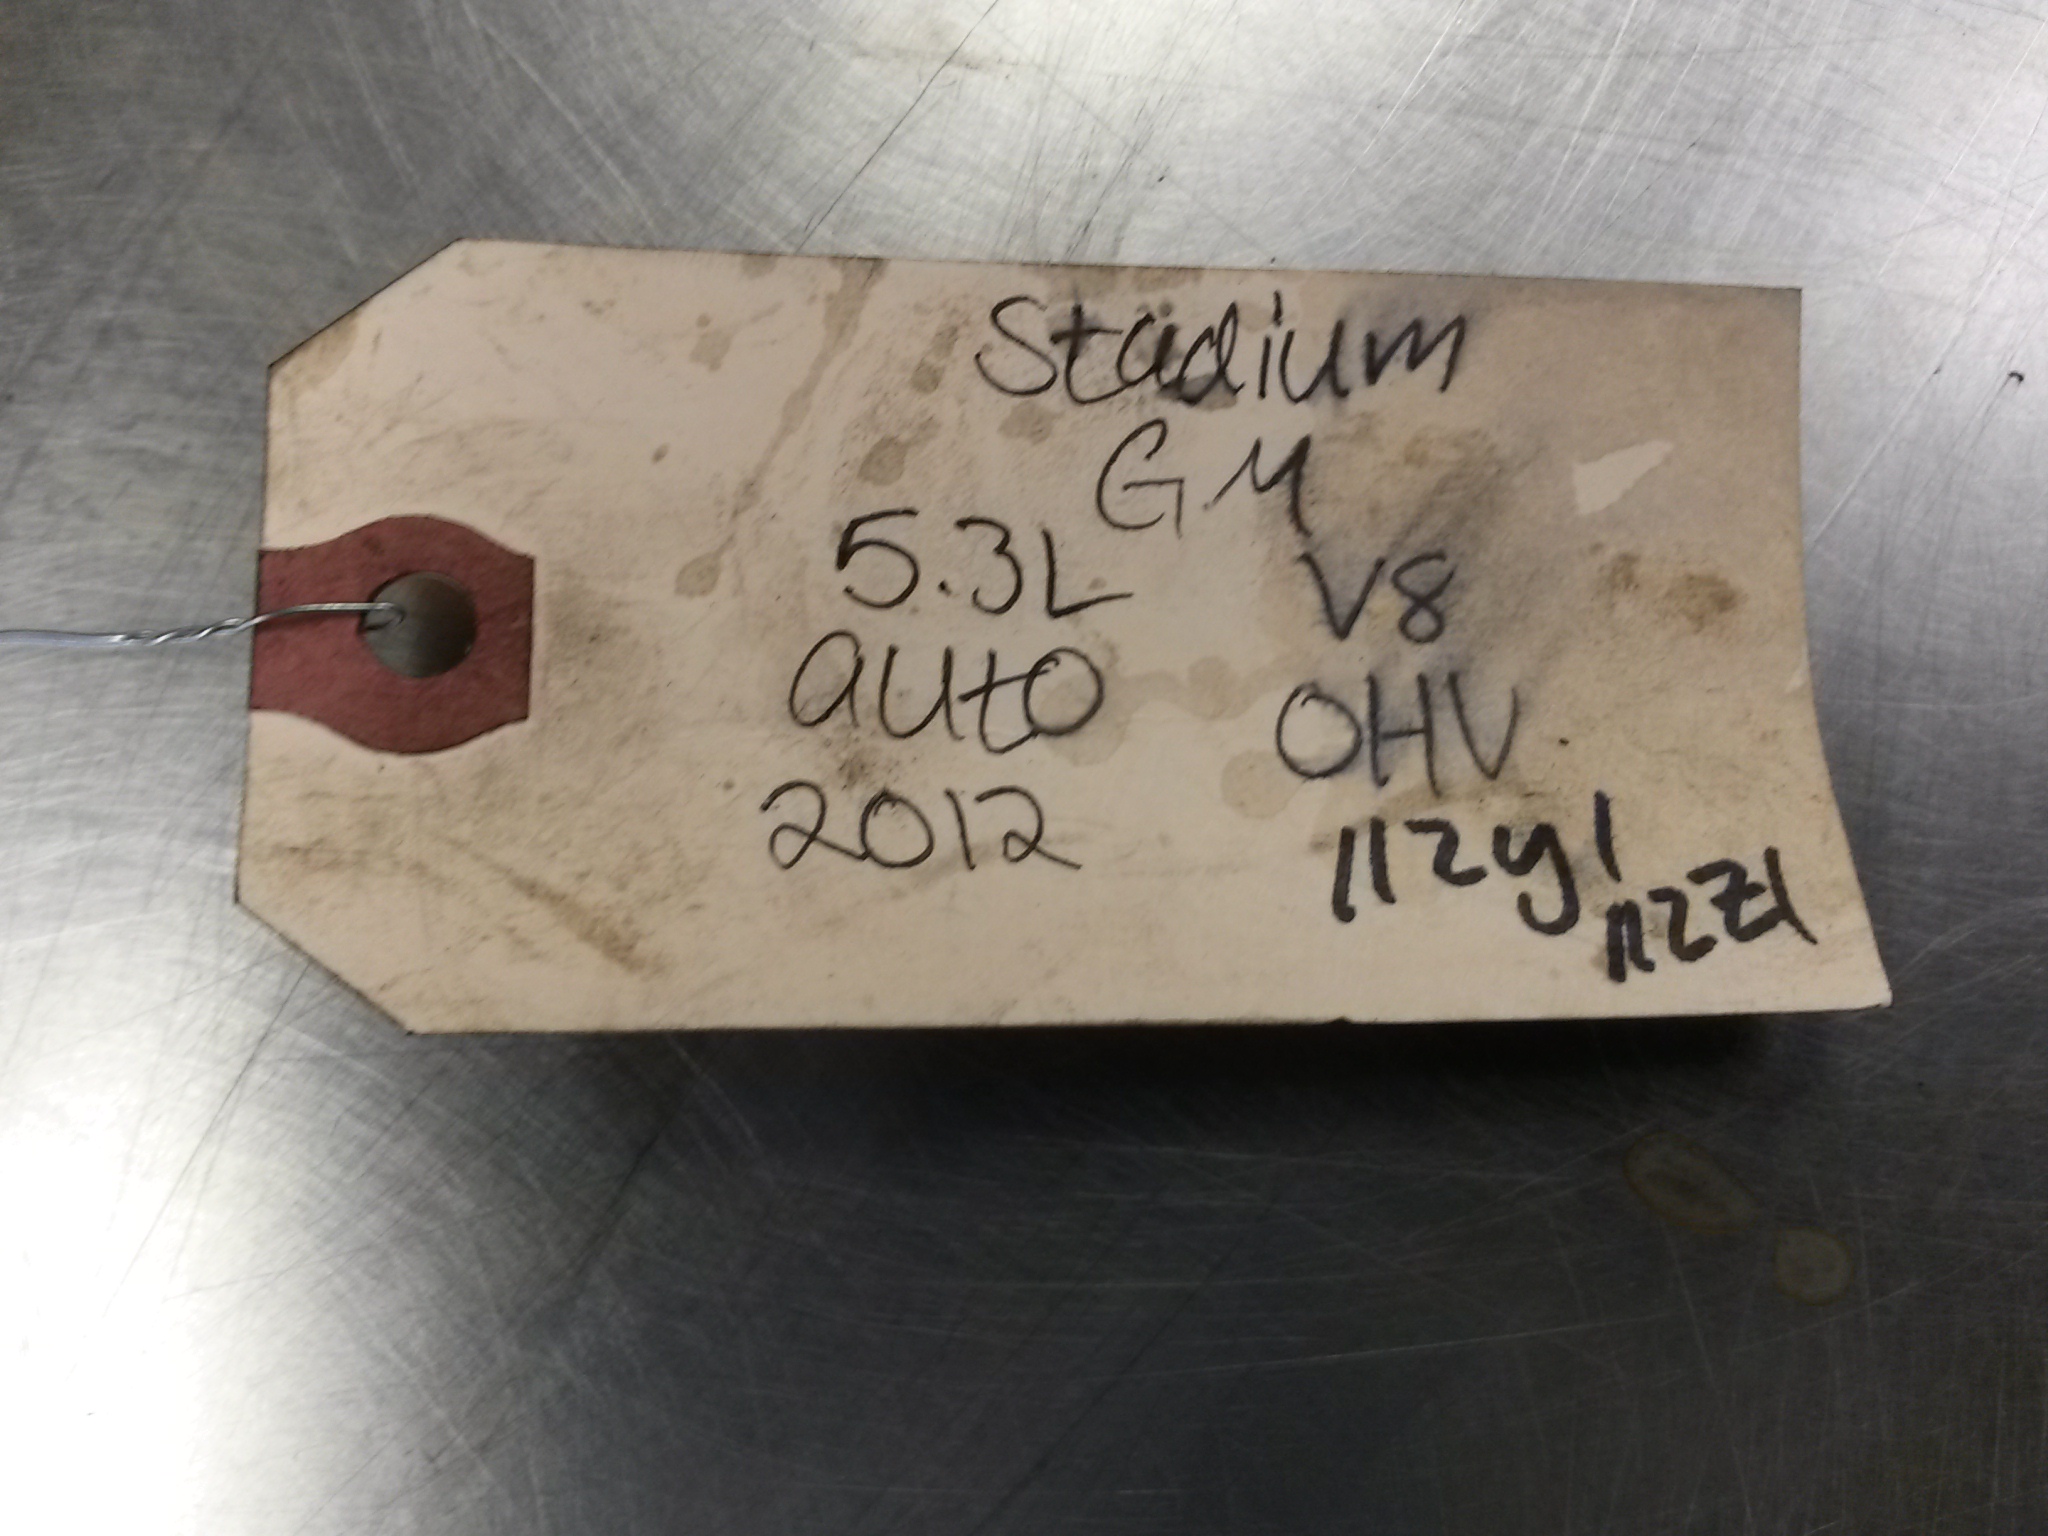 Stadium
GM
5.3L V8
auto OHV
2012 112y1
112Z1